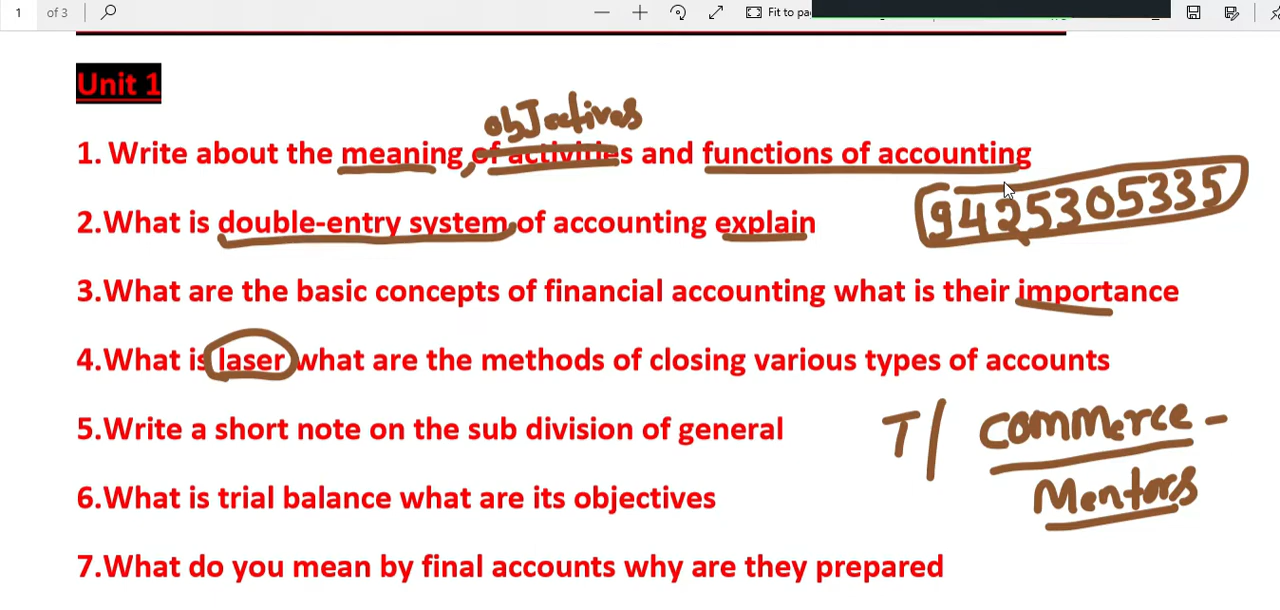 1 of 3 Fit to pa
Unit 1
objectives
1. Write about the meaning, of activities and functions of accounting
9425305335
2.What is double-entry system, of accounting explain
3.What are the basic concepts of financial accounting what is their importance
4.What is laser what are the methods of closing various types of accounts
5.Write a short note on the sub division of general
T/ Commerce-
Mentors
6.What is trial balance what are its objectives
7.What do you mean by final accounts why are they prepared